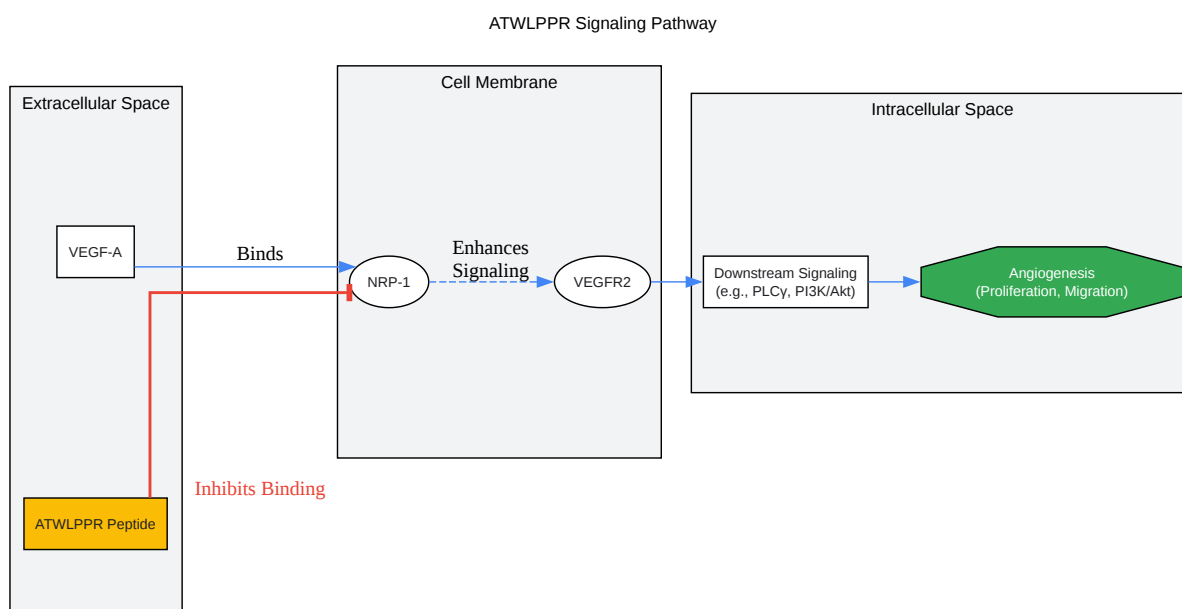 ATWLPPR Signaling Pathway
Extracellular Space
Cell Membrane
Intracellular Space
VEGF-A
Binds
NRP-1
Enhances
Signaling
VEGFR2
Downstream Signaling
(e.g., PLCγ, PI3K/Akt)
Angiogenesis
(Proliferation, Migration)
Inhibits Binding
ATWLPPR Peptide